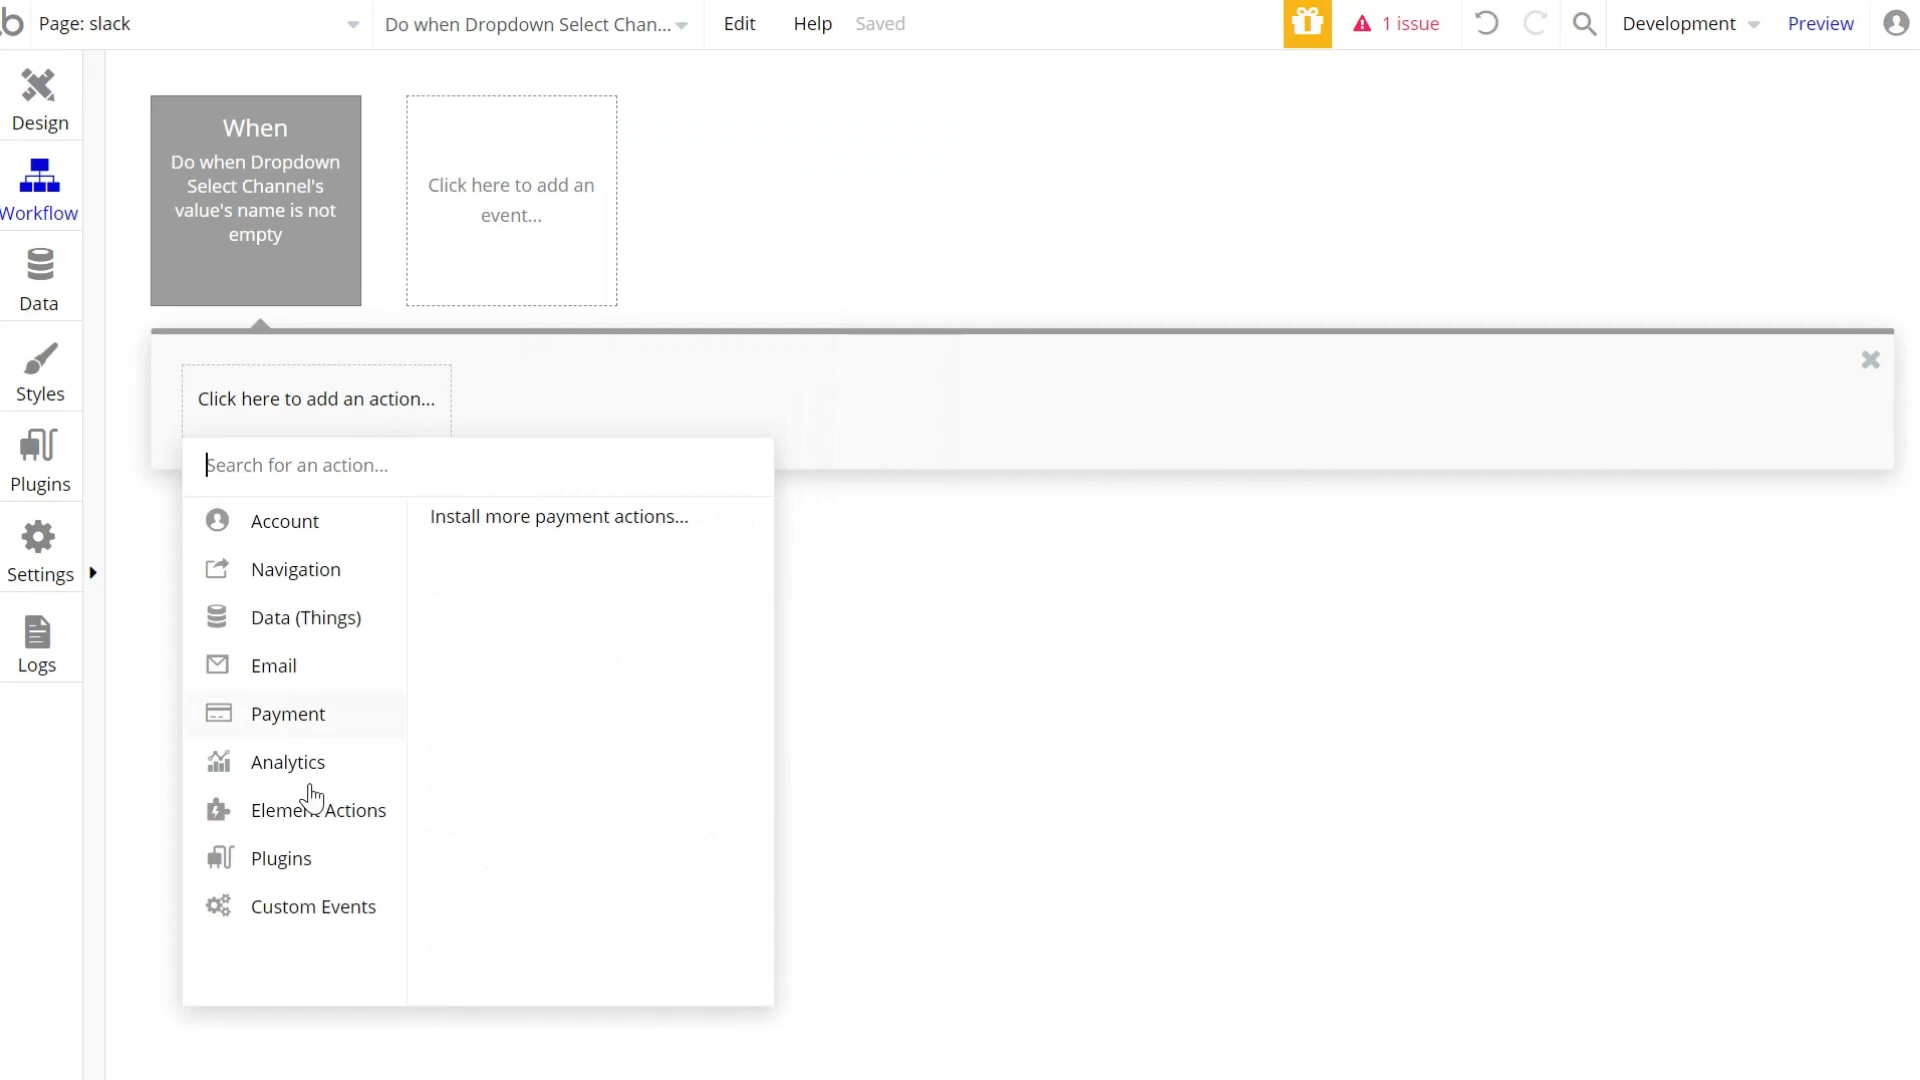 Page: slack
Do when Dropdown Select Chan...
Edit
Help
Saved
1 issue
Development
Preview
Design
Workflow
Data
Styles
Plugins
Settings
Logs
When
Do when Dropdown
Select Channel's
value's name is not
empty
Click here to add an
event...
Click here to add an action...
Search for an action...
Account
Navigation
Data (Things)
Email
Payment
Analytics
Element Actions
Plugins
Custom Events
Install more payment actions...